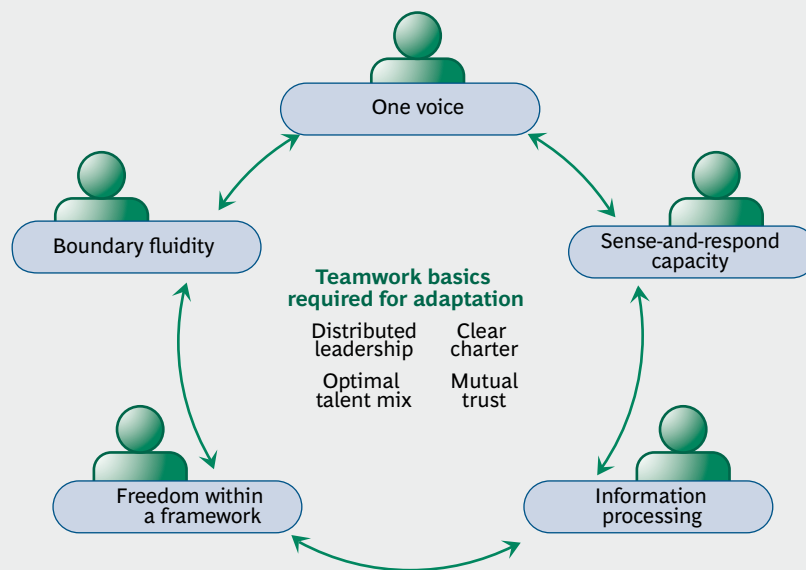 One voice
Boundary fluidity
Sense-and-respond
capacity
Teamwork basics
required for adaptation
Distributed
leadership
Clear
charter
Optimal
talent mix
Mutual
trust
Freedom within
a framework
Information
processing